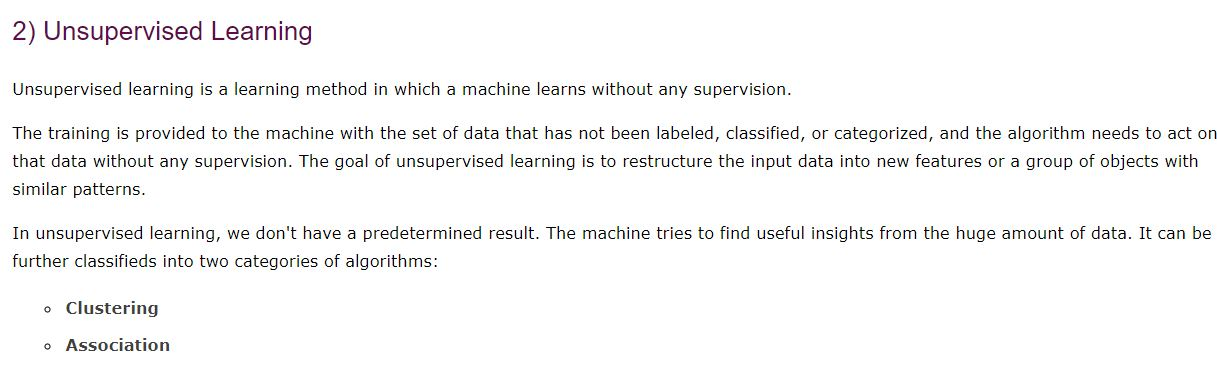 2) Unsupervised Learning
Unsupervised learning is a learning method in which a machine learns without any supervision.
The training is provided to the machine with the set of data that has not been labeled, classified, or categorized, and the algorithm needs to act on
that data without any supervision. The goal of unsupervised learning is to restructure the input data into new features or a group of objects with
similar patterns.
In unsupervised learning, we don't have a predetermined result. The machine tries to find useful insights from the huge amount of data. It can be
further classifieds into two categories of algorithms:
Clustering
Association